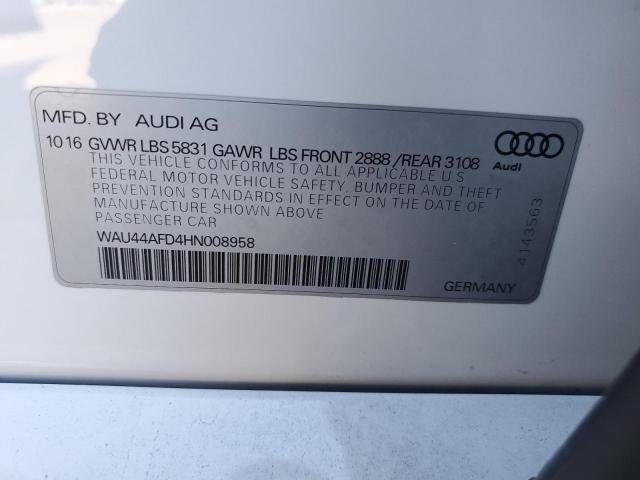 MFD. BY AUDI AG
10 16 GVWR LBS 5831 GAWR LBS FRONT 2888 / REAR 3108
THIS VEHICLE CONFORMS TO ALL APPLICABLE U S
FEDERAL MOTOR VEHICLE SAFETY, BUMPER AND THEFT
PREVENTION STANDARDS IN EFFECT ON THE DATE OF
MANUFACTURE SHOWN ABOVE
PASSENGER CAR
WAU44AFD4HN008958
Audi
4143563
GERMANY